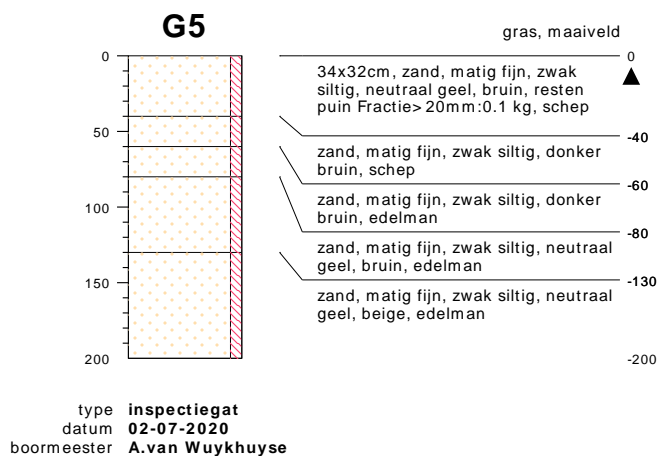 G5
gras, maaiveld
0
0
34x32cm, zand, matig fijn, zwak
siltig, neutraal geel, bruin, resten
puin Fractie>20mm:0.1 kg, schep
50
-40
zand, matig fijn, zwak siltig, donker
bruin, schep
-60
zand, matig fijn, zwak siltig, donker
bruin, edelman
100
-80
zand, matig fijn, zwak siltig, neutraal
geel, bruin, edelman
150
-130
zand, matig fijn, zwak siltig, neutraal
geel, beige, edelman
200
-200
type inspectiegat
datum 02-07-2020
boormeester A.van Wuykhuyse